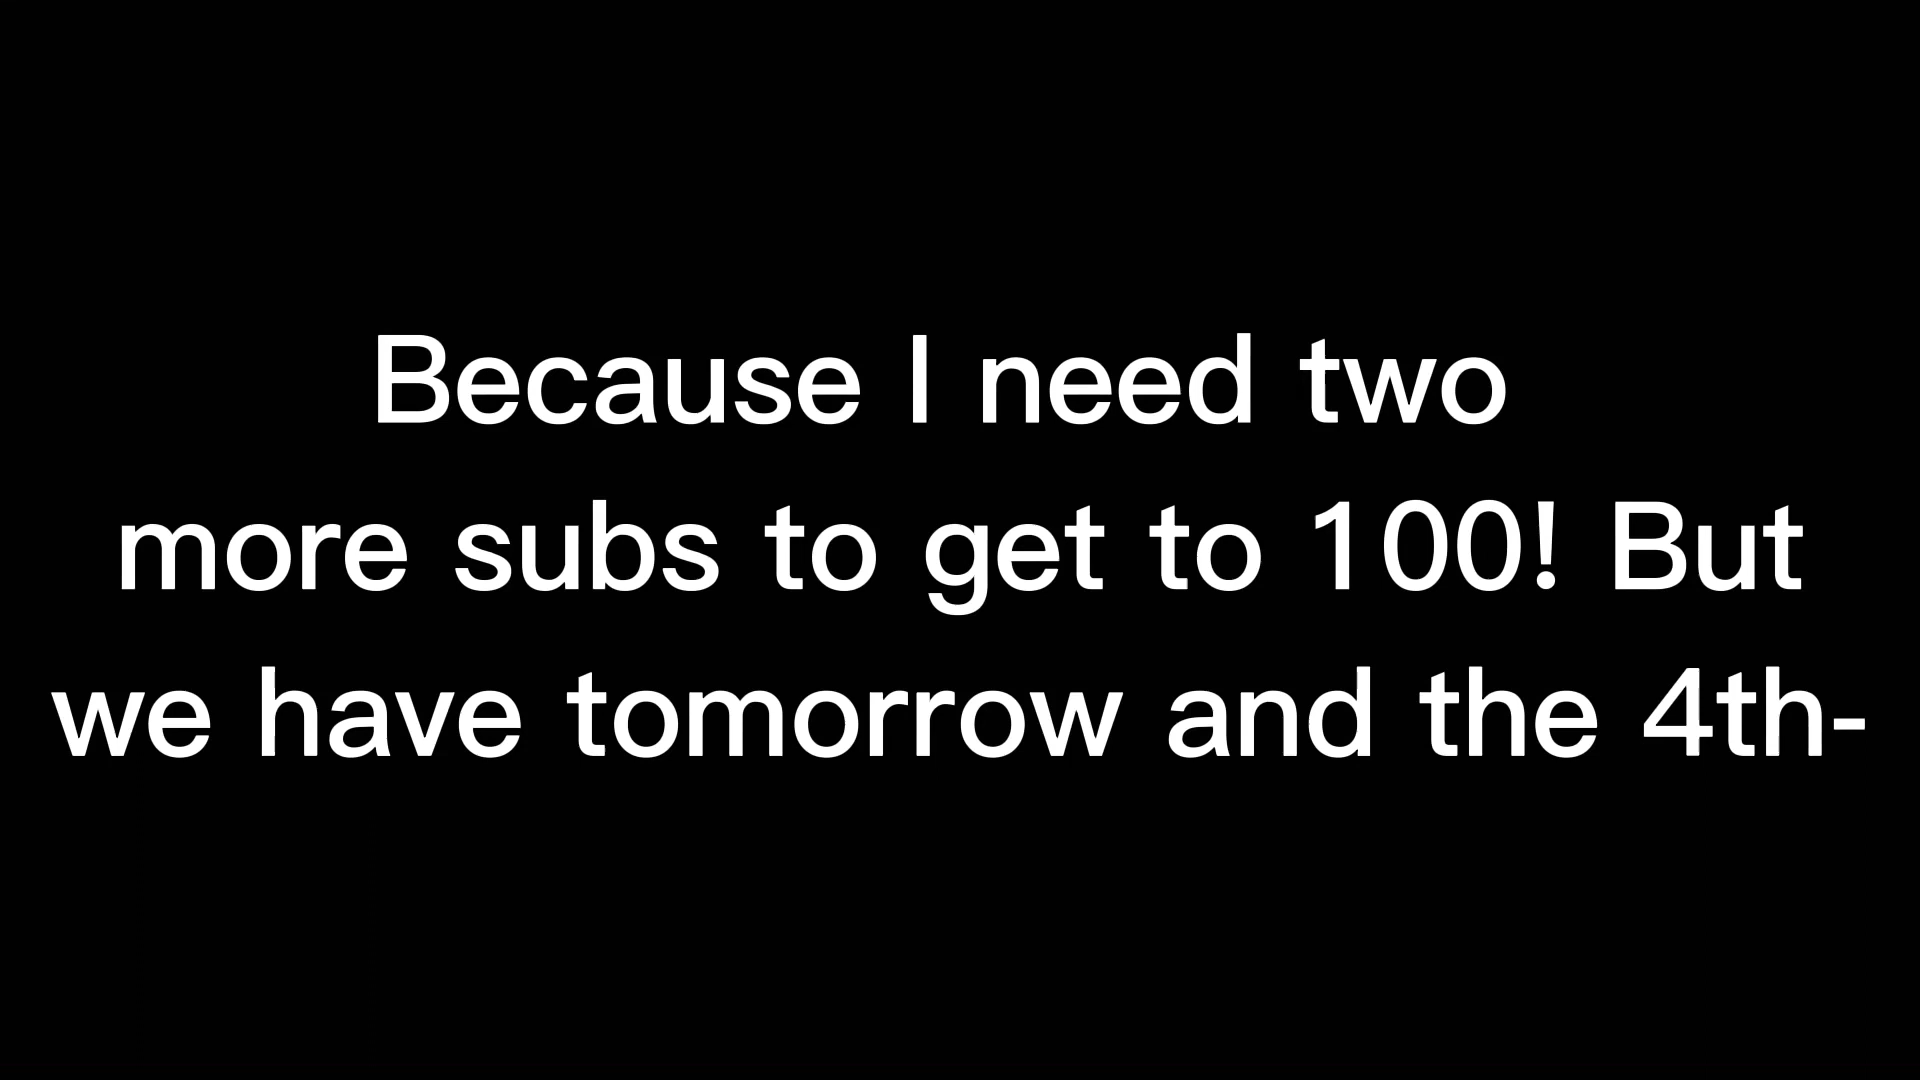 Because I need two
more subs to get to 100! But
we have tomorrow and the 4th-